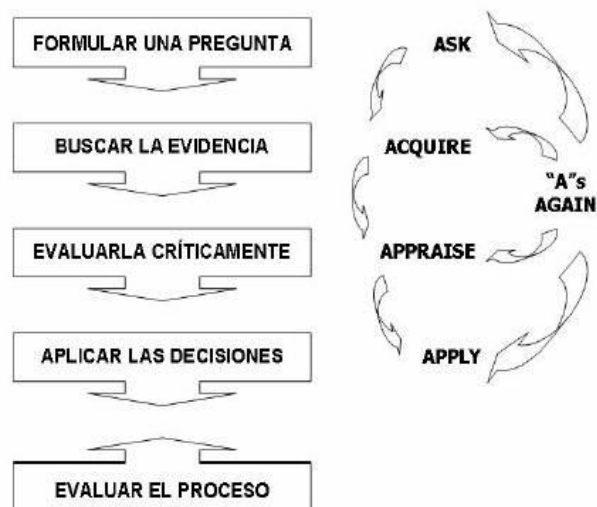 FORMULAR UNA PREGUNTA
BUSCAR LA EVIDENCIA
EVALUARLA CRÍTICAMENTE
APLICAR LAS DECISIONES
EVALUAR EL PROCESO
ASK
ACQUIRE
"A"s
AGAIN
APPRAISE
APPLY